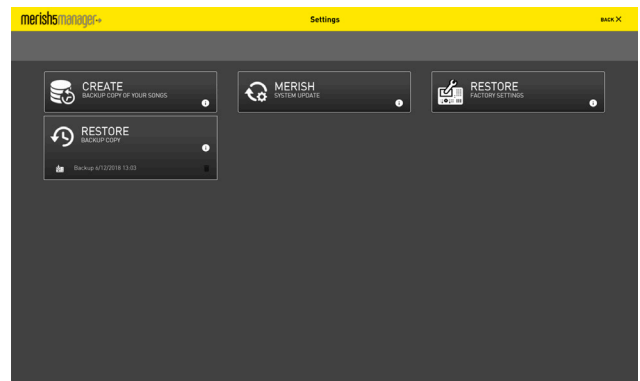 merish5manager
Settings
BACK X
CREATE
BACKUP COPY OF YOUR SONGS
MERISH
SYSTEM UPDATE
RESTORE
FACTORY SETTINGS
RESTORE
BACKUP COPY
Backup 6/12/2018 13:03